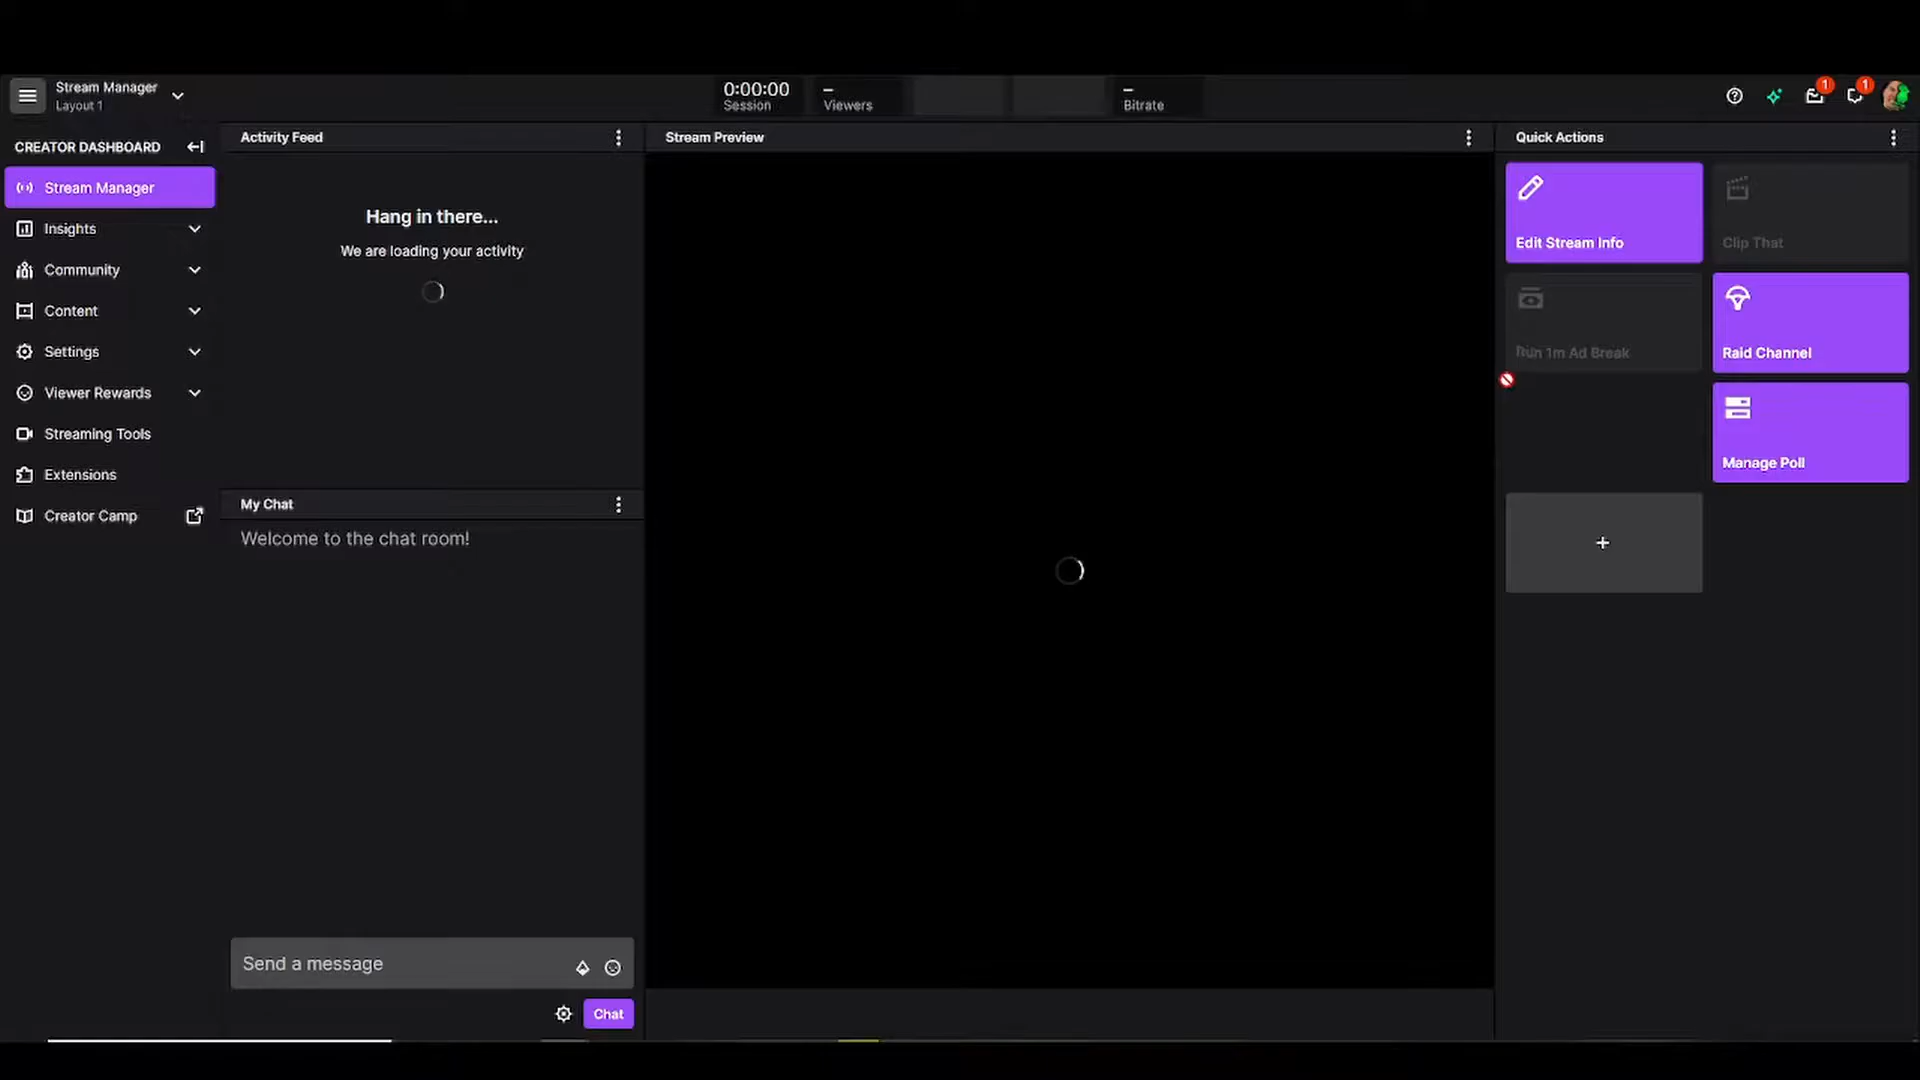 Stream Manager
Layout 1
0:00:00
Session
–
Viewers
–
Bitrate
1
1
CREATOR DASHBOARD
Stream Manager
Insights
Community
Content
Settings
Viewer Rewards
Streaming Tools
Extensions
Creator Camp
Activity Feed
Hang in there...
We are loading your activity
My Chat
Welcome to the chat room!
Send a message
Chat
Stream Preview
Quick Actions
Edit Stream Info
Clip That
Run 1m Ad Break
Raid Channel
Manage Poll
+